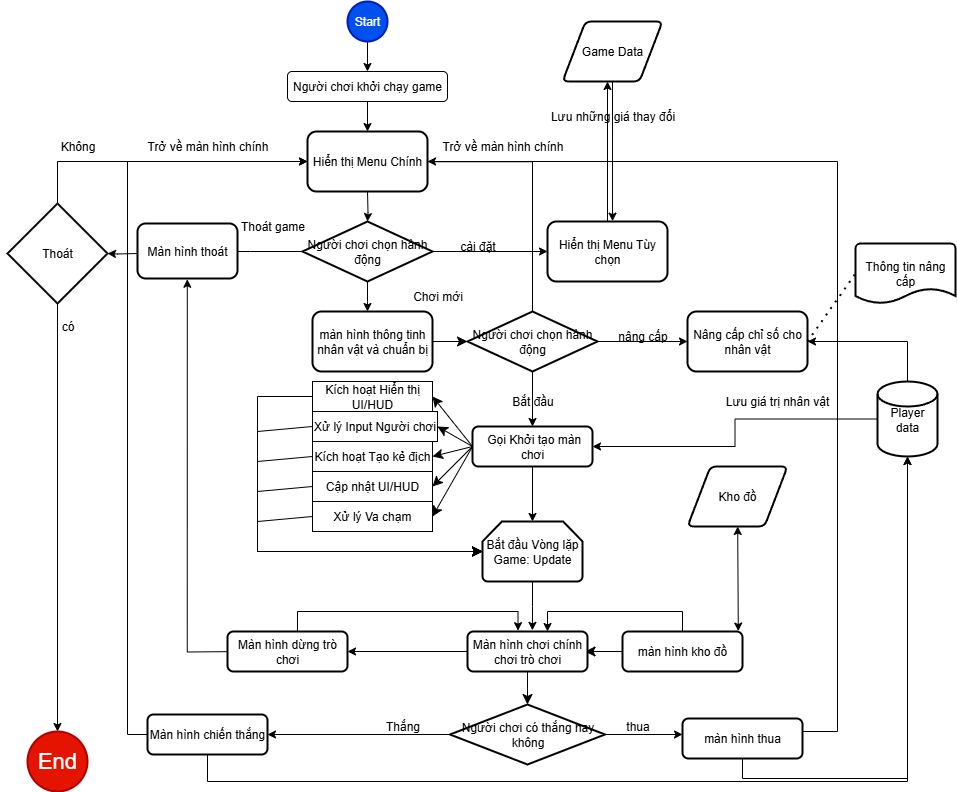 Start
Game Data
Người chơi khởi chạy game
Lưu những giá thay đổi
Không
Trở về màn hình chính
Hiển thị Menu Chính
Trở về màn hình chính
Thoát
Màn hình thoát
Thoát game
Người chơi chọn hành
động
cài đặt
Hiển thị Menu Tùy
chọn
Thông tin nâng
cấp
có
Chơi mới
màn hình thông tinh
nhân vật và chuẩn bị
Người chơi chọn hành
động
nâng cấp
Nâng cấp chỉ số cho
nhân vật
Kích hoạt Hiển thị
UI/HUD
Bắt đầu
Lưu giá trị nhân vật
Player
data
Xử lý Input Người chơi
Gọi Khởi tạo màn
chơi
Kích hoạt Tạo kẻ địch
Cập nhật UI/HUD
Xử lý Va chạm
Kho đồ
Bắt đầu Vòng lặp
Game: Update
Màn hình dừng trò
chơi
Màn hình chơi chính
chơi trò chơi
màn hình kho đồ
Màn hình chiến thắng
Thắng
Người chơi có thắng hay
không
thua
màn hình thua
End